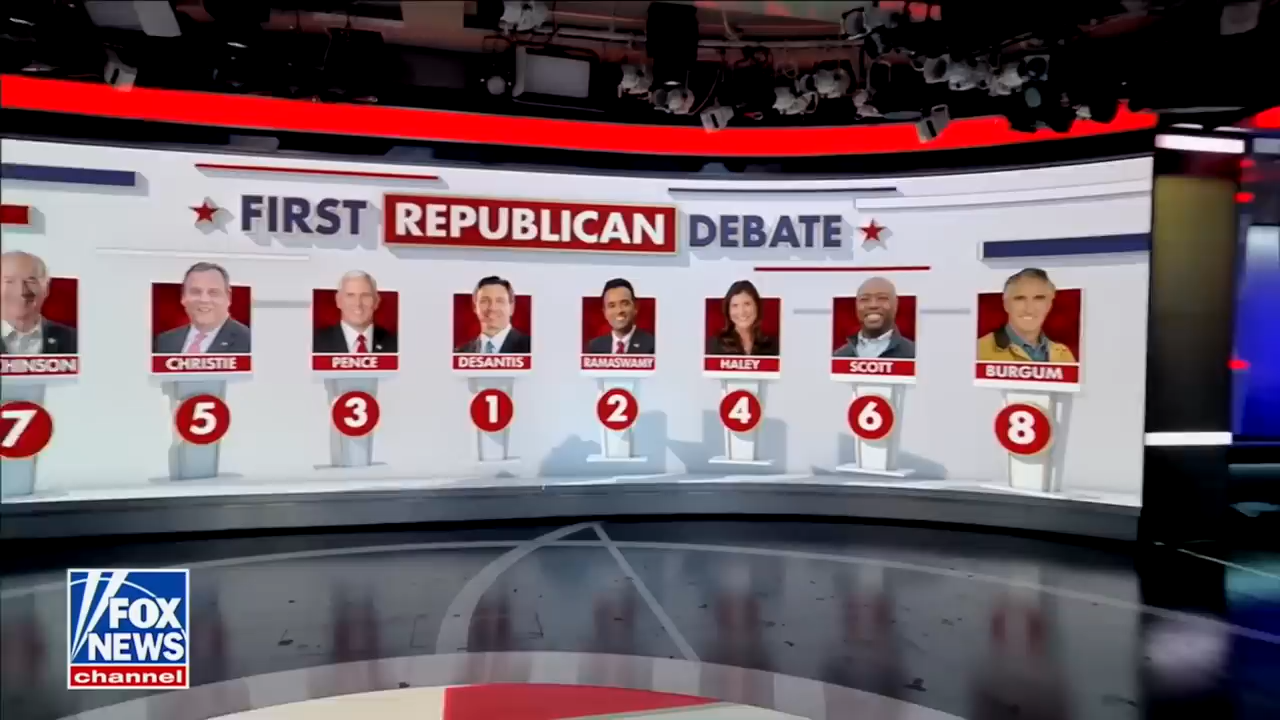 FIRST REPUBLICAN DEBATE
HINSON
CHRISTIE
PENCE
DESANTIS
RAMASWAMY
HALEY
SCOTT
BURGUM
7
5
3
1
2
4
6
8
FOX
NEWS
channel